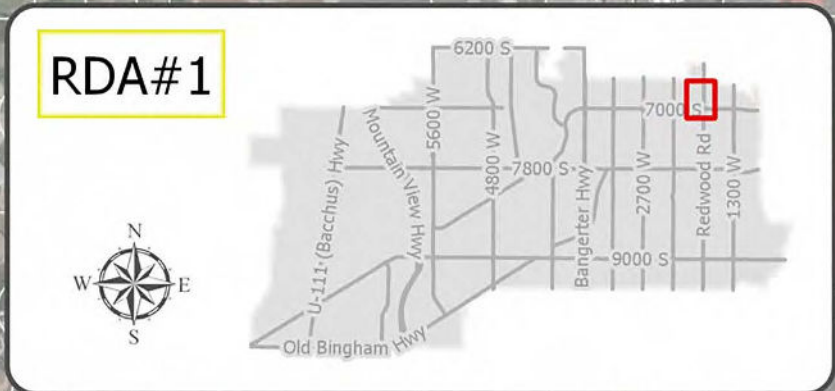 RDA#1
6200 S
7000 S
5600 W
Mountain View Hwy
4800 W
7800 S
U-111 (Bacchus) Hwy
Bangerter Hwy
2700 W
Redwood Rd
1300 W
9000 S
Old Bingham Hwy
N
W
E
S